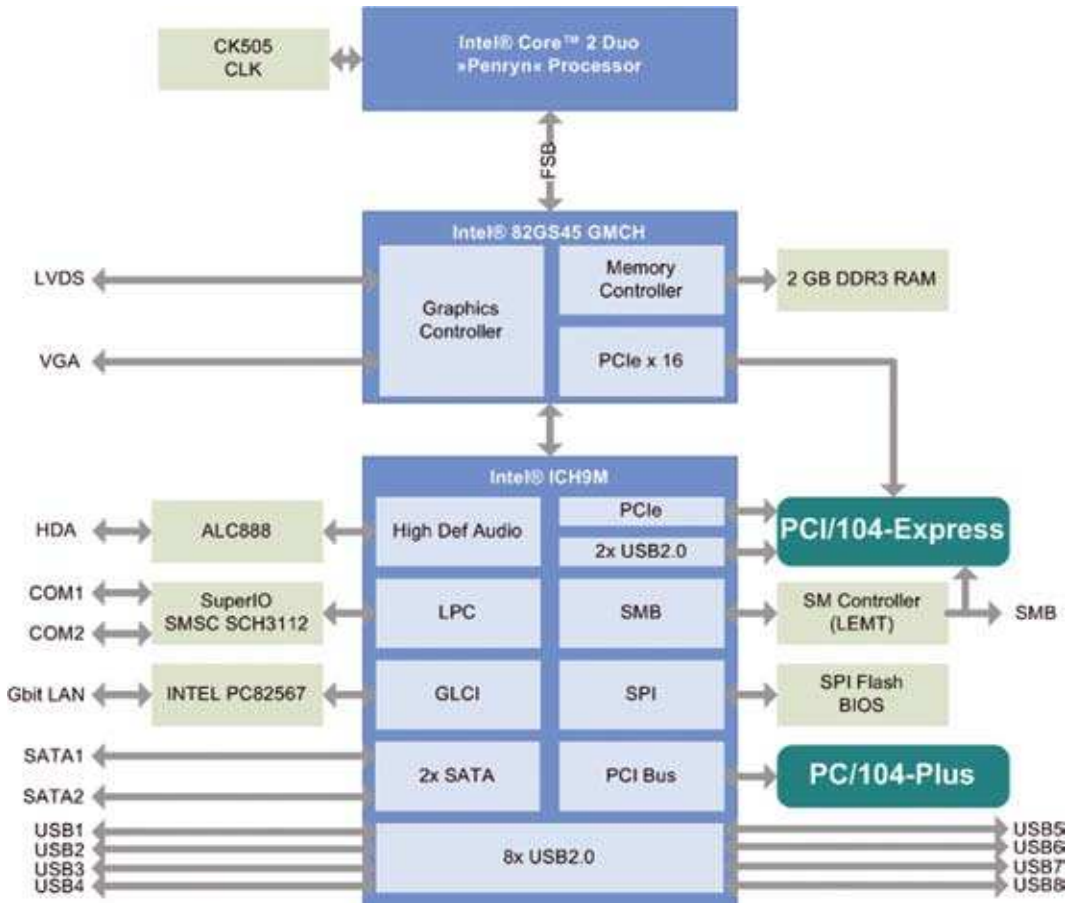 CK505
CLK
Intel® Core™ 2 Duo
»Penryn« Processor
FSB
Intel® 82GS45 GMCH
LVDS
VGA
Graphics
Controller
Memory
Controller
PCIe x 16
2 GB DDR3 RAM
Intel® ICH9M
HDA
ALC888
High Def Audio
PCIe
2x USB2.0
PCI/104-Express
COM1
COM2
SuperIO
SMSC SCH3112
LPC
SMB
SM Controller
(LEMT)
SMB
Gbit LAN
INTEL PC82567
GLCI
SPI
SPI Flash
BIOS
SATA1
SATA2
2x SATA
PCI Bus
PC/104-Plus
USB1
USB2
USB3
USB4
8x USB2.0
USB5
USB6
USB7
USB8